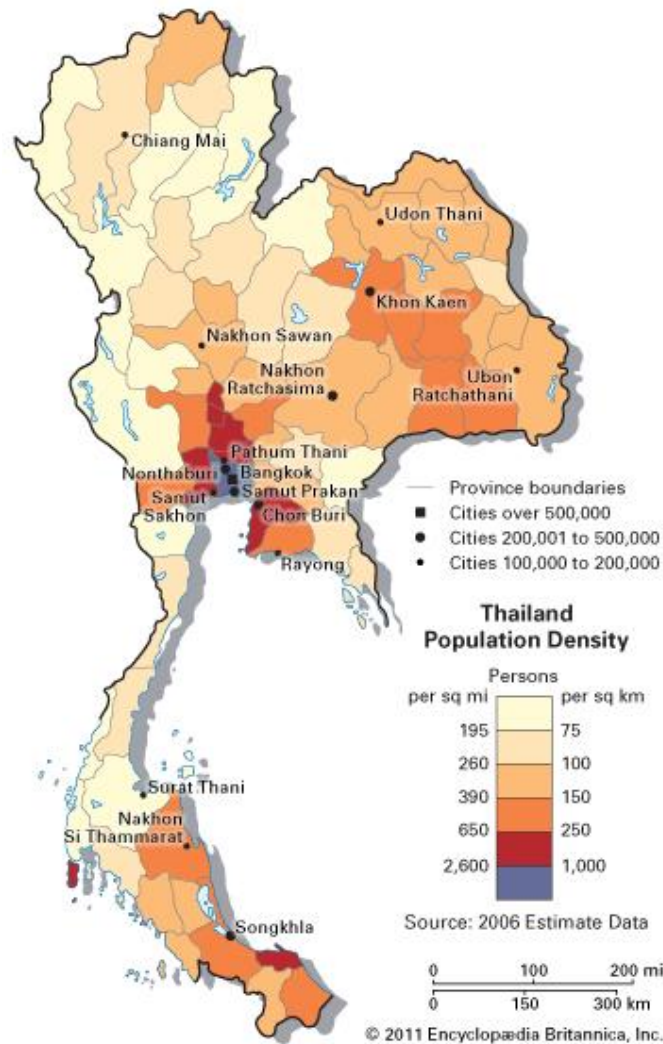 Chiang Mai
Udon Thani
Khon Kaen
Nakhon Sawan
Nakhon
Ratchasima
Ubon
Ratchathani
Pathum Thani
Nonthaburi
Bangkok
Samut
Sakhon
Samut Prakan
Chon Buri
Rayong
Province boundaries
Cities over 500,000
Cities 200,001 to 500,000
Cities 100,000 to 200,000
Thailand
Population Density
Persons
per sq mi per sq km
195 75
260 100
390 150
650 250
2,600 1,000
Source: 2006 Estimate Data
Surat Thani
Nakhon
Si Thammarat
Songkhla
0 100 200 mi
0 150 300 km
© 2011 Encyclopædia Britannica, Inc.